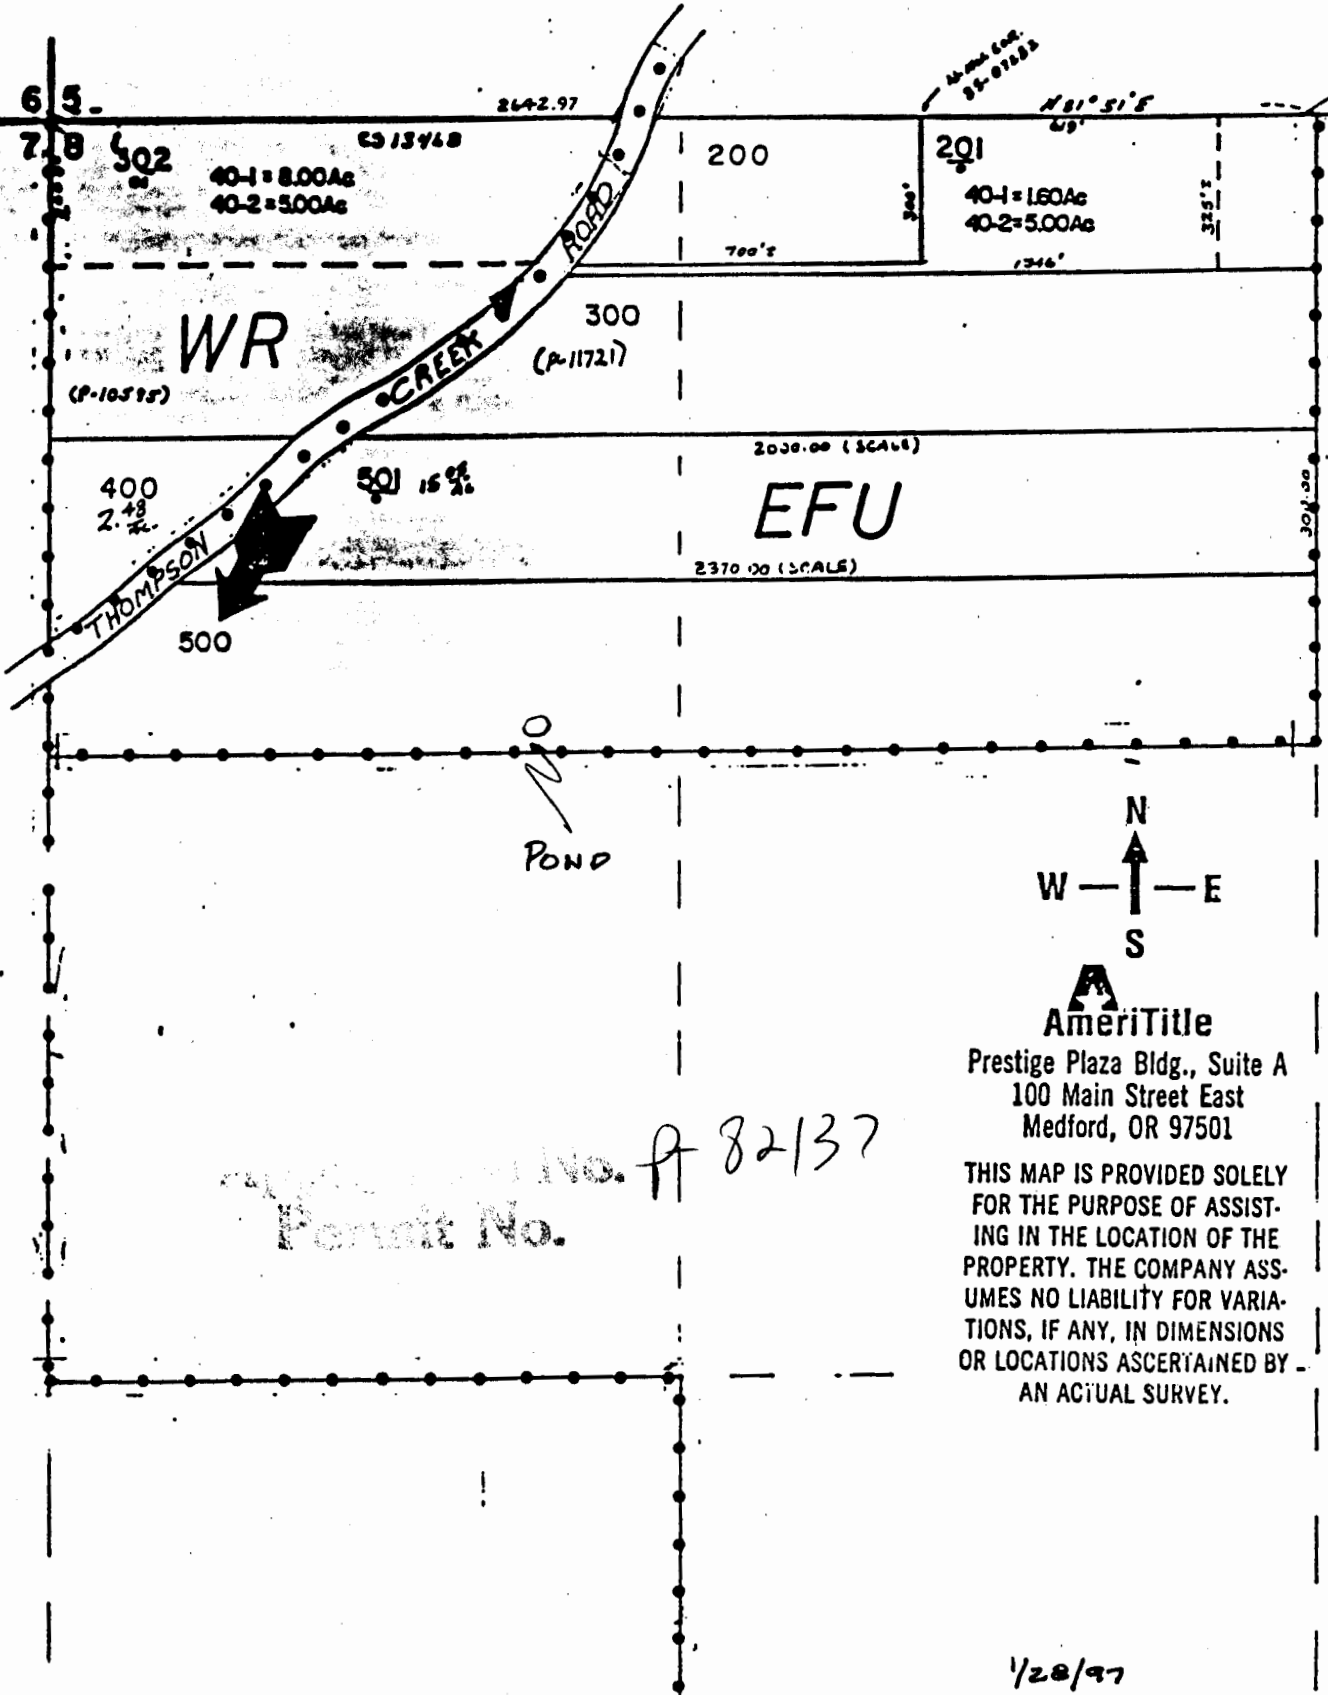 6 5
7 8
2642.97
N 81° 51' E
619'
302
CS 13468
40-1 = 8.00Ac
40-2 = 5.00Ac
200
201
40-1 = 1.60Ac
40-2 = 5.00Ac
300'
325'±
700'±
1346'
WR
(P-10595)
300
(P-11721)
THOMPSON CREEK ROAD
2030.00 (SCALE)
400
2.48 Ac.
501
EFU
2370.00 (SCALE)
500
POND
N
W E
S
AmeriTitle
Prestige Plaza Bldg., Suite A
100 Main Street East
Medford, OR 97501
No. A 82137
Permit No.
THIS MAP IS PROVIDED SOLELY
FOR THE PURPOSE OF ASSIST-
ING IN THE LOCATION OF THE
PROPERTY. THE COMPANY ASS-
UMES NO LIABILITY FOR VARIA-
TIONS, IF ANY, IN DIMENSIONS
OR LOCATIONS ASCERTAINED BY
AN ACTUAL SURVEY.
1/28/97